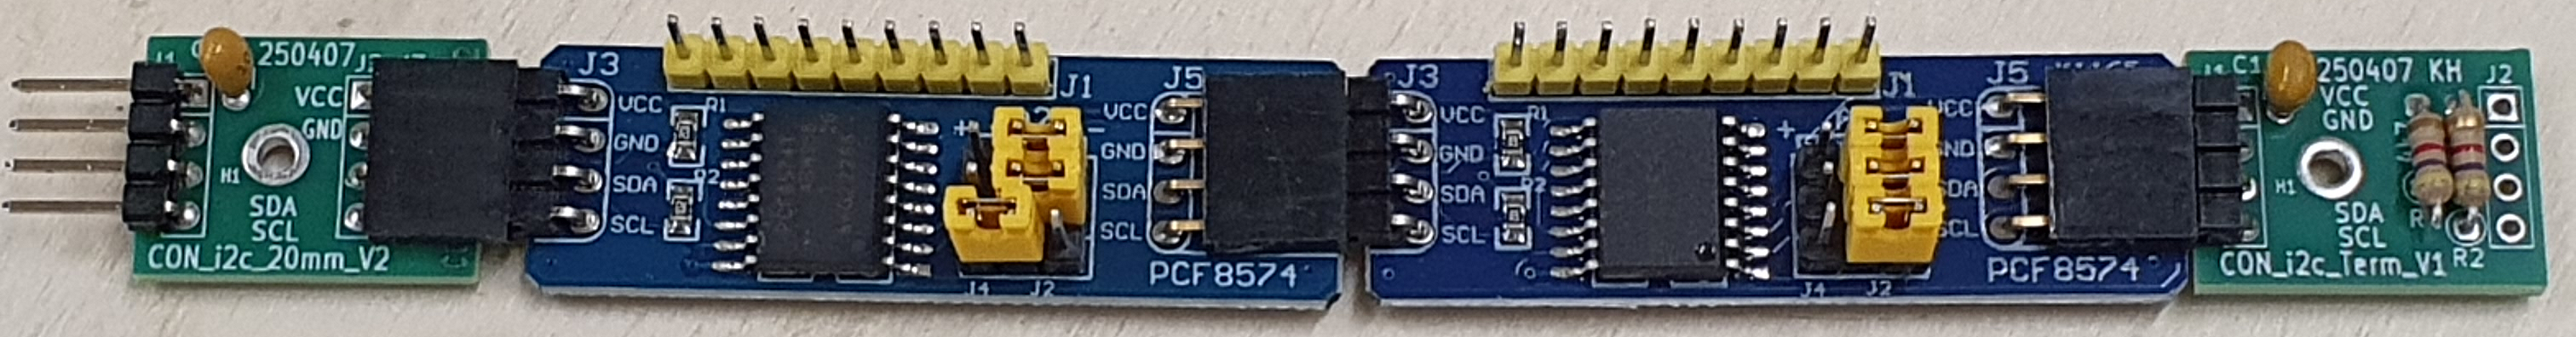 J1
250407
VCC
GND
H1
SDA
SCL
CON_i2c_20mm_V2
J3
VCC
GND
SDA
SCL
R1
R2
J1
+
-
J4
J2
J5
VCC
GND
SDA
SCL
PCF8574
J3
VCC
GND
SDA
SCL
R1
R2
J1
+
J4
J2
J5
VCC
GND
SDA
SCL
PCF8574
J1
C1
250407 KH
VCC
GND
J2
H1
SDA
SCL
CON_i2c_Term_V1
R2